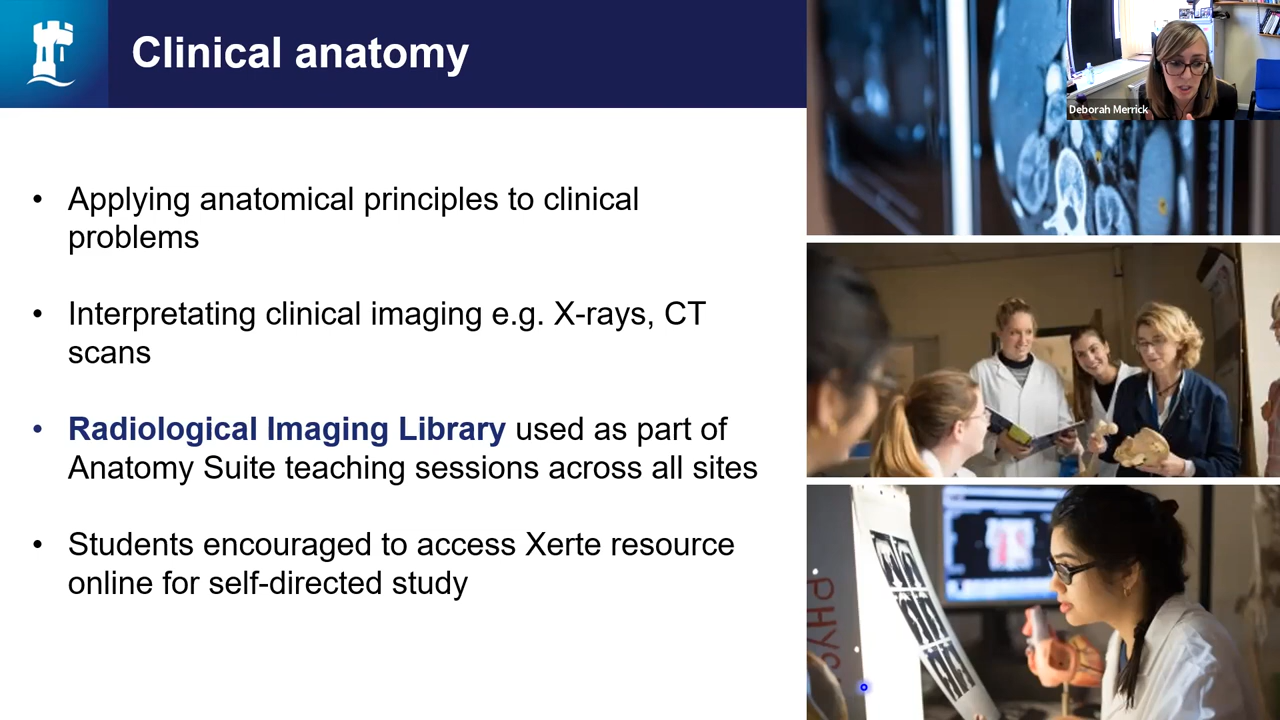 Clinical anatomy
Deborah Merrick
• Applying anatomical principles to clinical
problems
• Interpretating clinical imaging e.g. X-rays, CT
scans
• Radiological Imaging Library used as part of
Anatomy Suite teaching sessions across all sites
• Students encouraged to access Xerte resource
online for self-directed study
PHYS